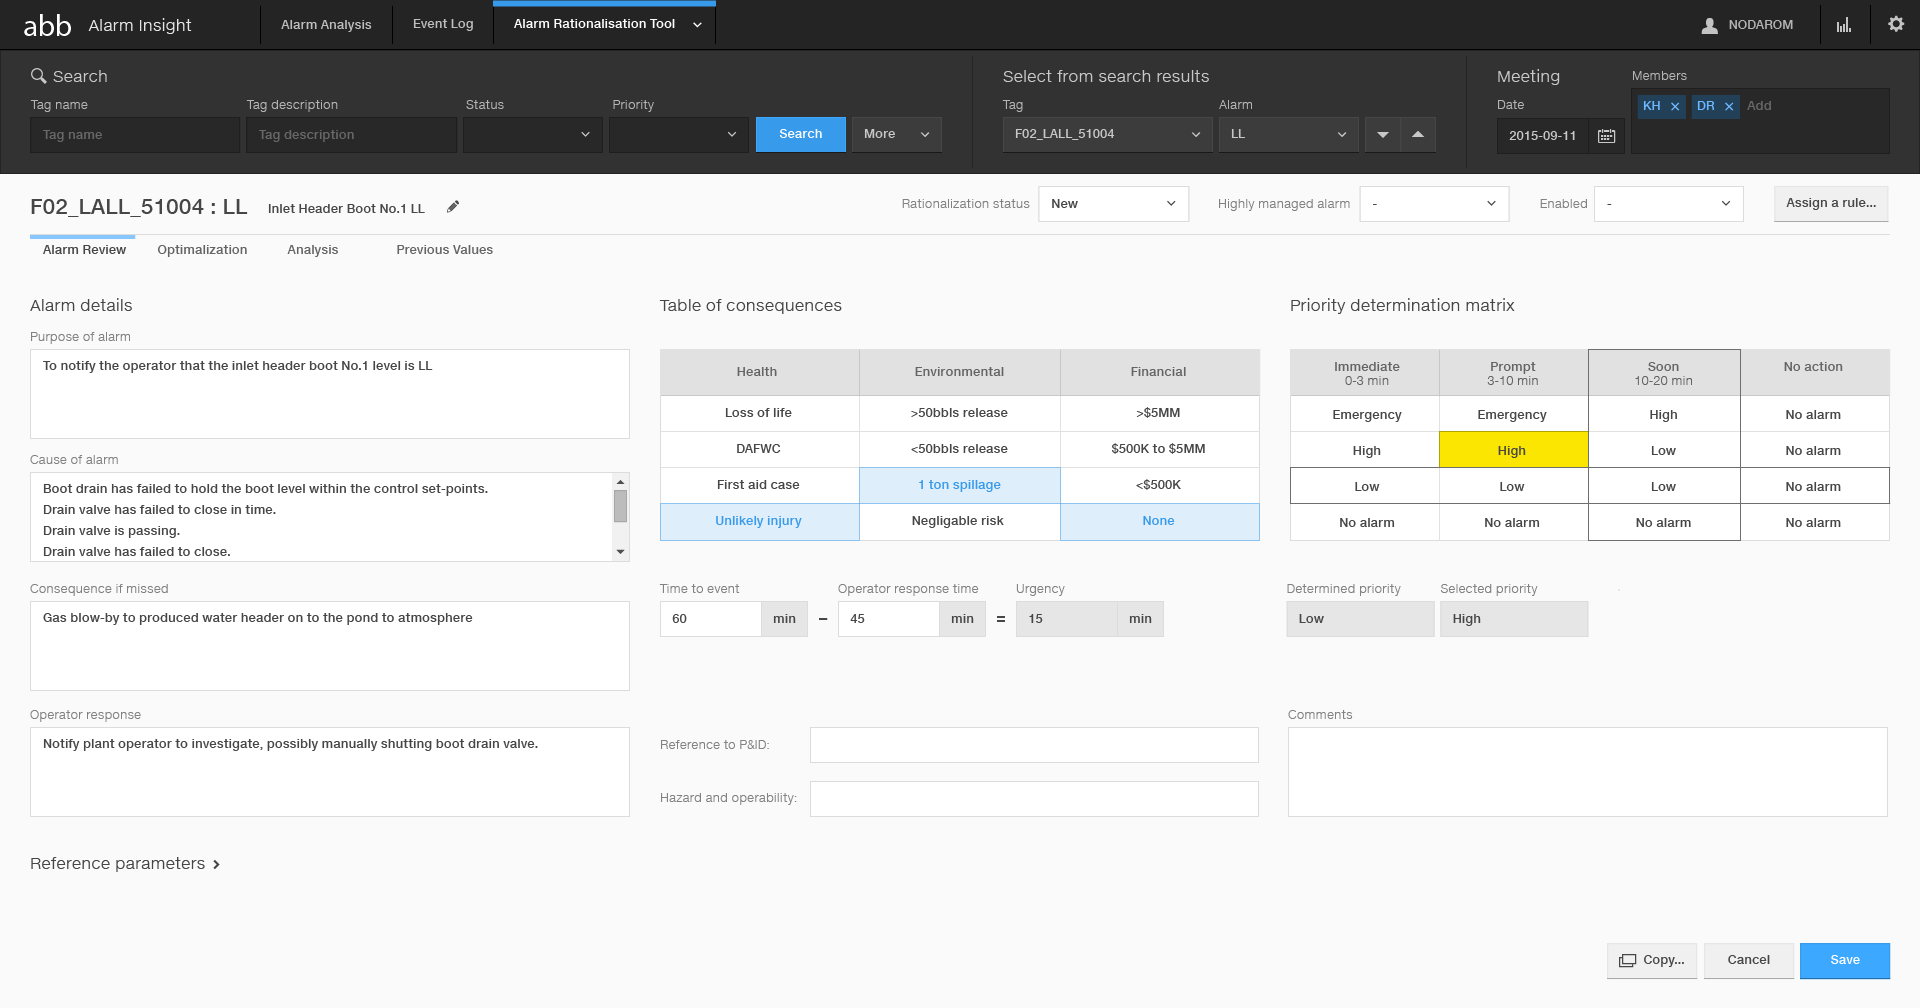 abb Alarm Insight
Alarm Analysis
Event Log
Alarm Rationalisation Tool
NODAROM
Search
Tag name
Tag description
Status
Priority
Tag name
Tag description
Search
More
Select from search results
Tag
Alarm
F02_LALL_51004
LL
Meeting
Date
2015-09-11
Members
KH
DR
Add
F02_LALL_51004 : LL
Inlet Header Boot No.1 LL
Rationalization status
New
Highly managed alarm
-
Enabled
-
Assign a rule...
Alarm Review
Optimalization
Analysis
Previous Values
Alarm details
Purpose of alarm
To notify the operator that the inlet header boot No.1 level is LL
Cause of alarm
Boot drain has failed to hold the boot level within the control set-points.
Drain valve has failed to close in time.
Drain valve is passing.
Drain valve has failed to close.
Consequence if missed
Gas blow-by to produced water header on to the pond to atmosphere
Operator response
Notify plant operator to investigate, possibly manually shutting boot drain valve.
Table of consequences
Health Environmental Financial
Loss of life >50bbls release >$5MM
DAFWC <50bbls release $500K to $5MM
First aid case 1 ton spillage <$500K
Unlikely injury Negligable risk None
Time to event
60 min
–
Operator response time
45 min
=
Urgency
15 min
Reference to P&ID:
Hazard and operability:
Priority determination matrix
Immediate Prompt Soon No action
0-3 min 3-10 min 10-20 min
Emergency Emergency High No alarm
High High Low No alarm
Low Low Low No alarm
No alarm No alarm No alarm No alarm
Determined priority
Low
Selected priority
High
Comments
Reference parameters
Copy...
Cancel
Save